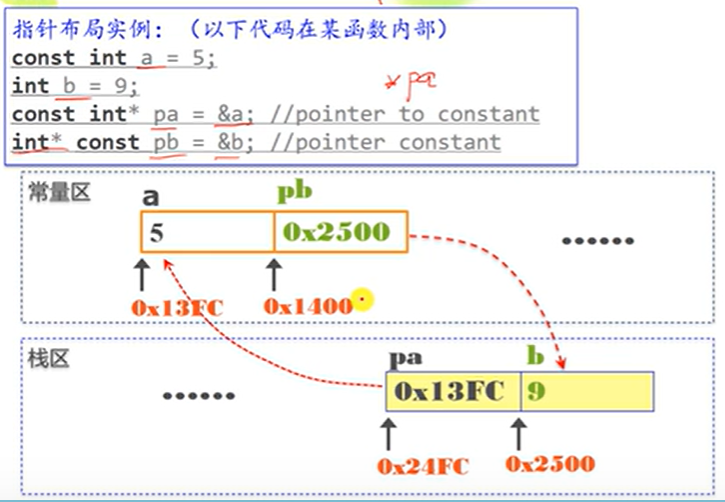 指针布局实例：（以下代码在某函数内部）
const int a = 5;
int b = 9;
*pa
const int* pa = &a; //pointer to constant
int* const pb = &b; //pointer constant
常量区
a pb
5 0x2500 ••••••
0x13FC 0x1400
栈区
pa b
•••••• 0x13FC 9
0x24FC 0x2500